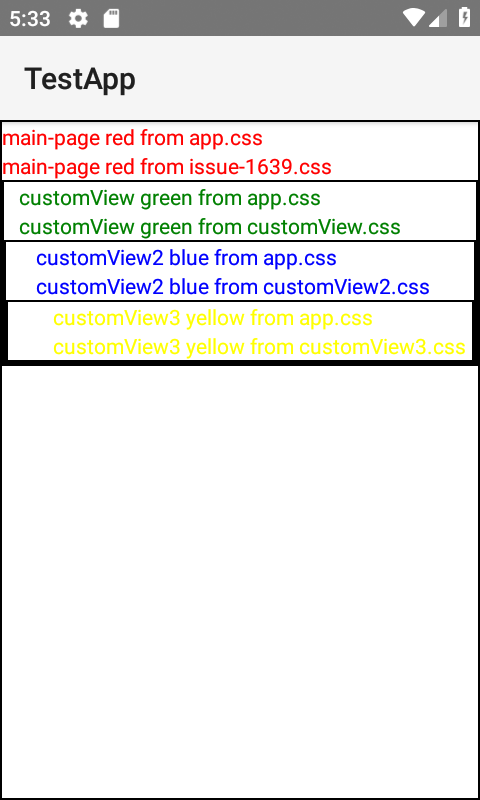 5:33
TestApp
main-page red from app.css
main-page red from issue-1639.css
customView green from app.css
customView green from customView.css
customView2 blue from app.css
customView2 blue from customView2.css
customView3 yellow from app.css
customView3 yellow from customView3.css